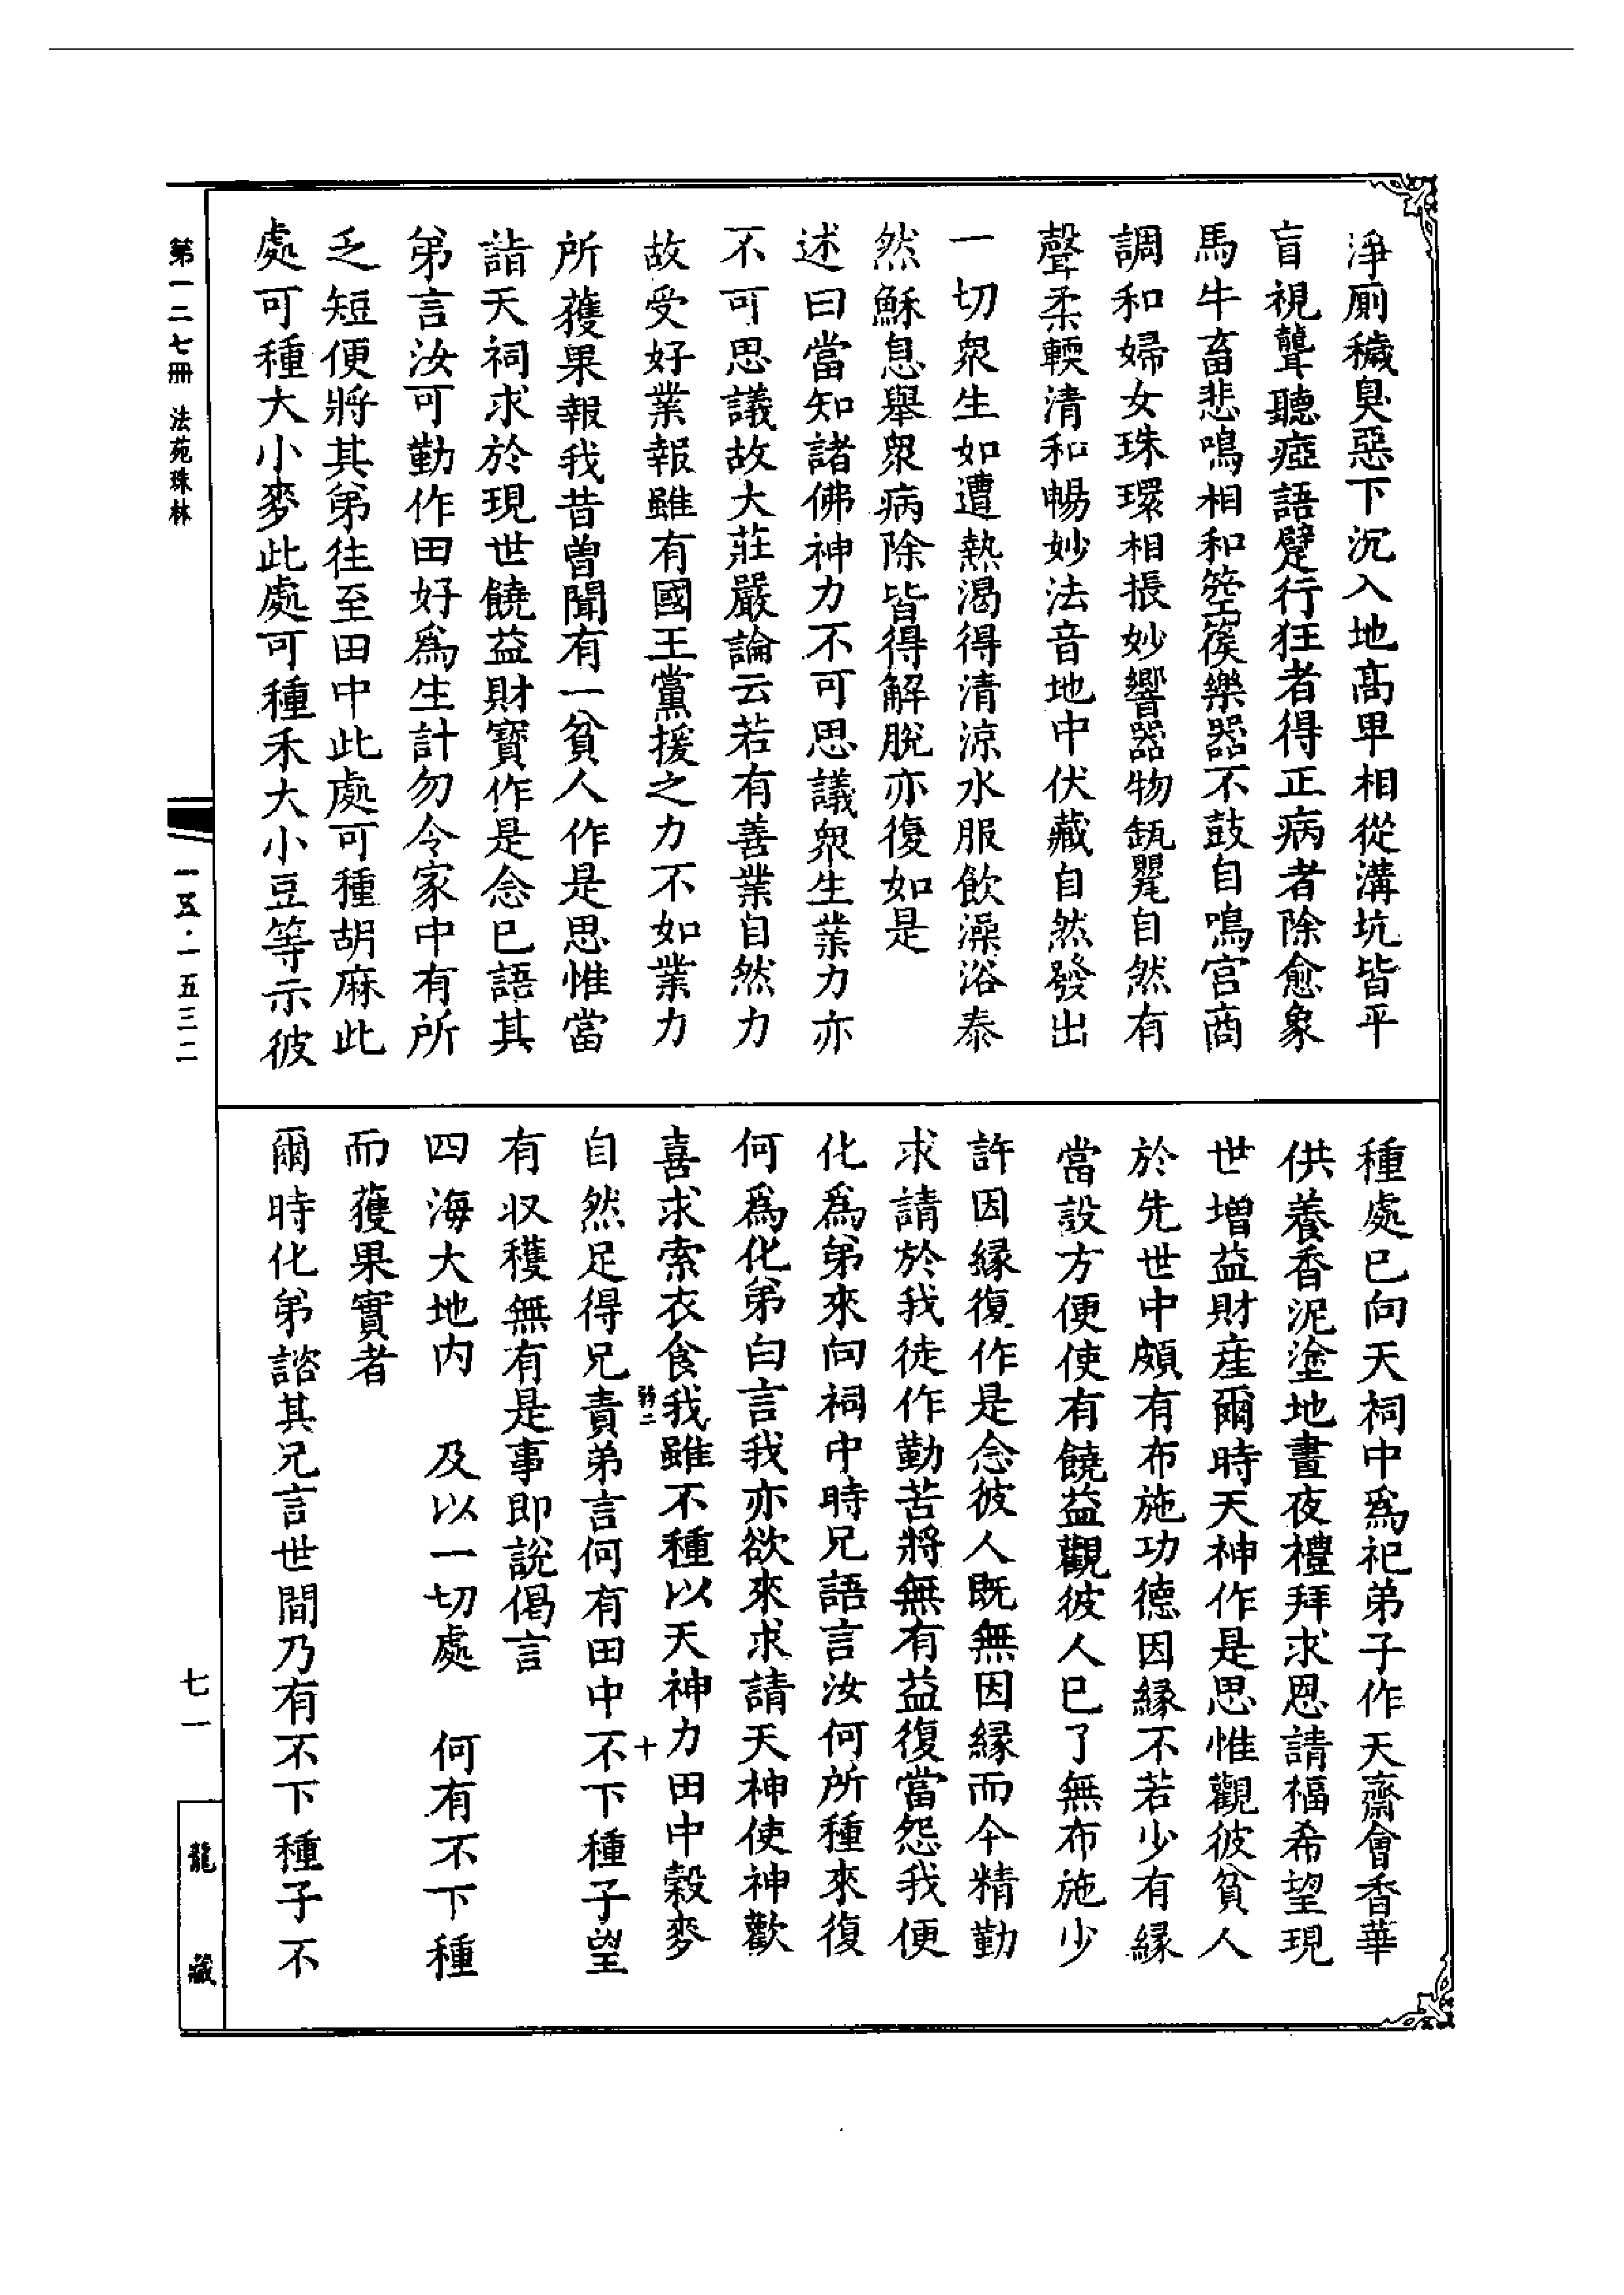 淨廁穢臭惡下沉入地高卑相從溝坑皆平
盲視聾聽瘂語躄行狂者得正病者除愈象
馬牛畜悲鳴相和箜篌樂器不鼓自鳴宮商
調和婦女珠環相振妙響器物缻甖自然有
聲柔輭清和暢妙法音地中伏藏自然發出
一切衆生如遭熱渴得清涼水服飲澡浴泰
然穌息舉衆病除皆得解脫亦復如是
述曰當知諸佛神力不可思議衆生業力亦
不可思議故大莊嚴論云若有善業自然力
故受好業報雖有國王黨援之力不如業力
所獲果報我昔曾聞有一貧人作是思惟當
詣天祠求於現世饒益財寶作是念已語其
弟言汝可勤作田好爲生計勿令家中有所
乏短便將其弟往至田中此處可種胡麻此
處可種大小麥此處可種禾大小豆等示彼
種處已向天祠中爲祀弟子作天齋會香華
供養香泥塗地晝夜禮拜求恩請福希望現
世增益財産爾時天神作是思惟觀彼貧人
於先世中頗有布施功德因緣不若少有緣
當設方便使有饒益觀彼人已了無布施少
許因緣復作是念彼人既無因緣而今精勤
求請於我徒作勤苦將無有益復當怨我便
化爲弟來向祠中時兄語言汝何所種來復
何爲化弟白言我亦欲來求請天神使神歡
喜求索衣食我雖不種以天神力田中穀麥
自然足得兄責弟言何有田中不下種子望
有収穫無有是事即說偈言
四海大地内　及以一切處　何有不下種
而獲果實者
爾時化弟諮其兄言世間乃有不下種子不
第一二七冊　法苑珠林
一五・一五三二
七一
龍藏
十